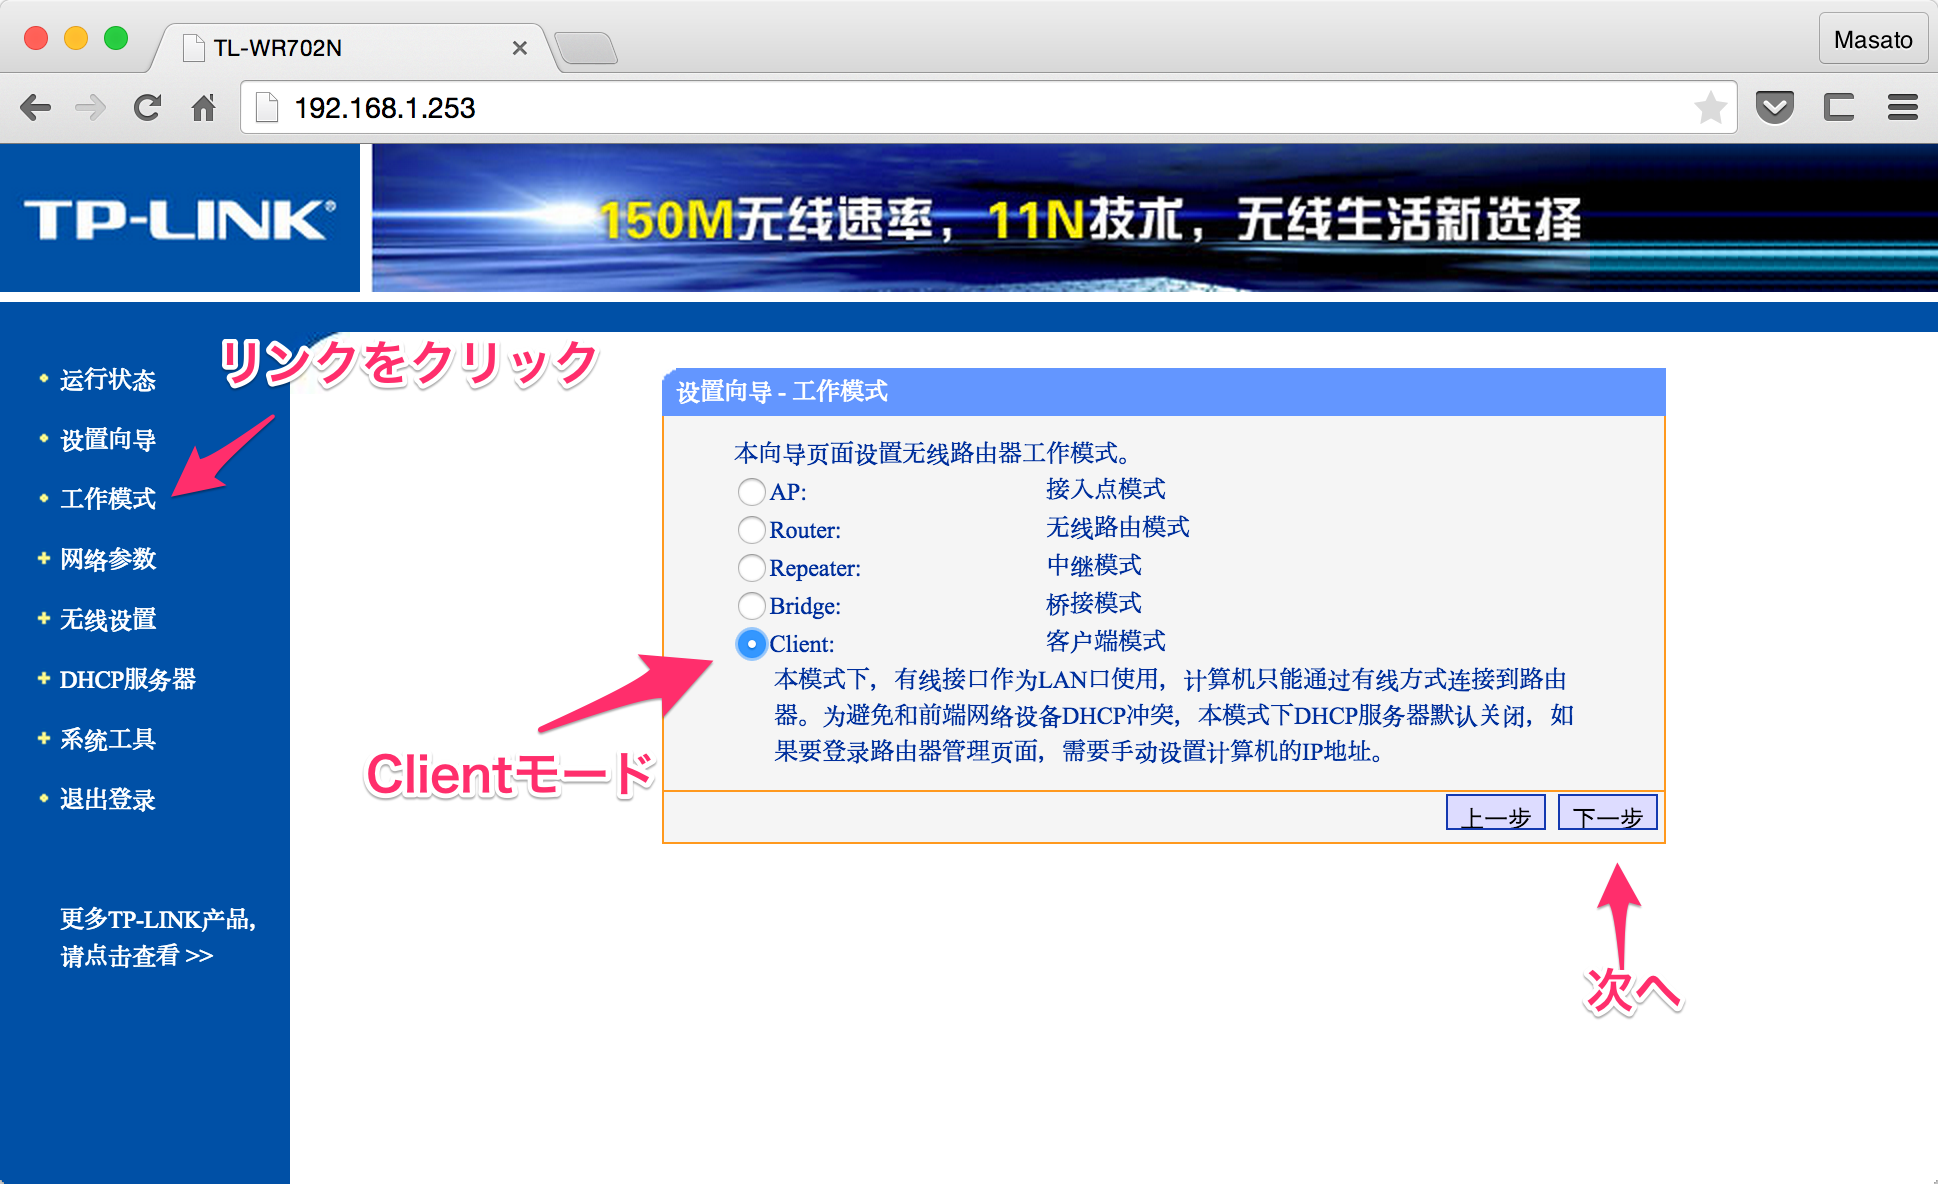 TL-WR702N
Masato
192.168.1.253
TP-LINK®
150M无线速率，11N技术，无线生活新选择
リンクをクリック
运行状态
设置向导
工作模式
网络参数
无线设置
DHCP服务器
系统工具
退出登录
更多TP-LINK产品,
请点击查看 >>
设置向导 - 工作模式
本向导页面设置无线路由器工作模式。
AP: 接入点模式
Router: 无线路由模式
Repeater: 中继模式
Bridge: 桥接模式
Client: 客户端模式
本模式下，有线接口作为LAN口使用，计算机只能通过有线方式连接到路由
器。为避免和前端网络设备DHCP冲突，本模式下DHCP服务器默认关闭，如
果要登录路由器管理页面，需要手动设置计算机的IP地址。
Clientモード
上一步 下一步
次へ